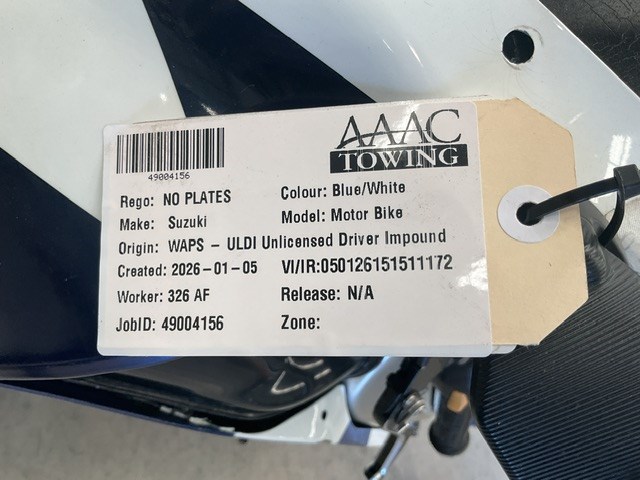 49004156
AAAC
TOWING
Rego: NO PLATES Colour: Blue/White
Make: Suzuki Model: Motor Bike
Origin: WAPS - ULDI Unlicensed Driver Impound
Created: 2026-01-05 VI/IR:050126151511172
Worker: 326 AF Release: N/A
JobID: 49004156 Zone: